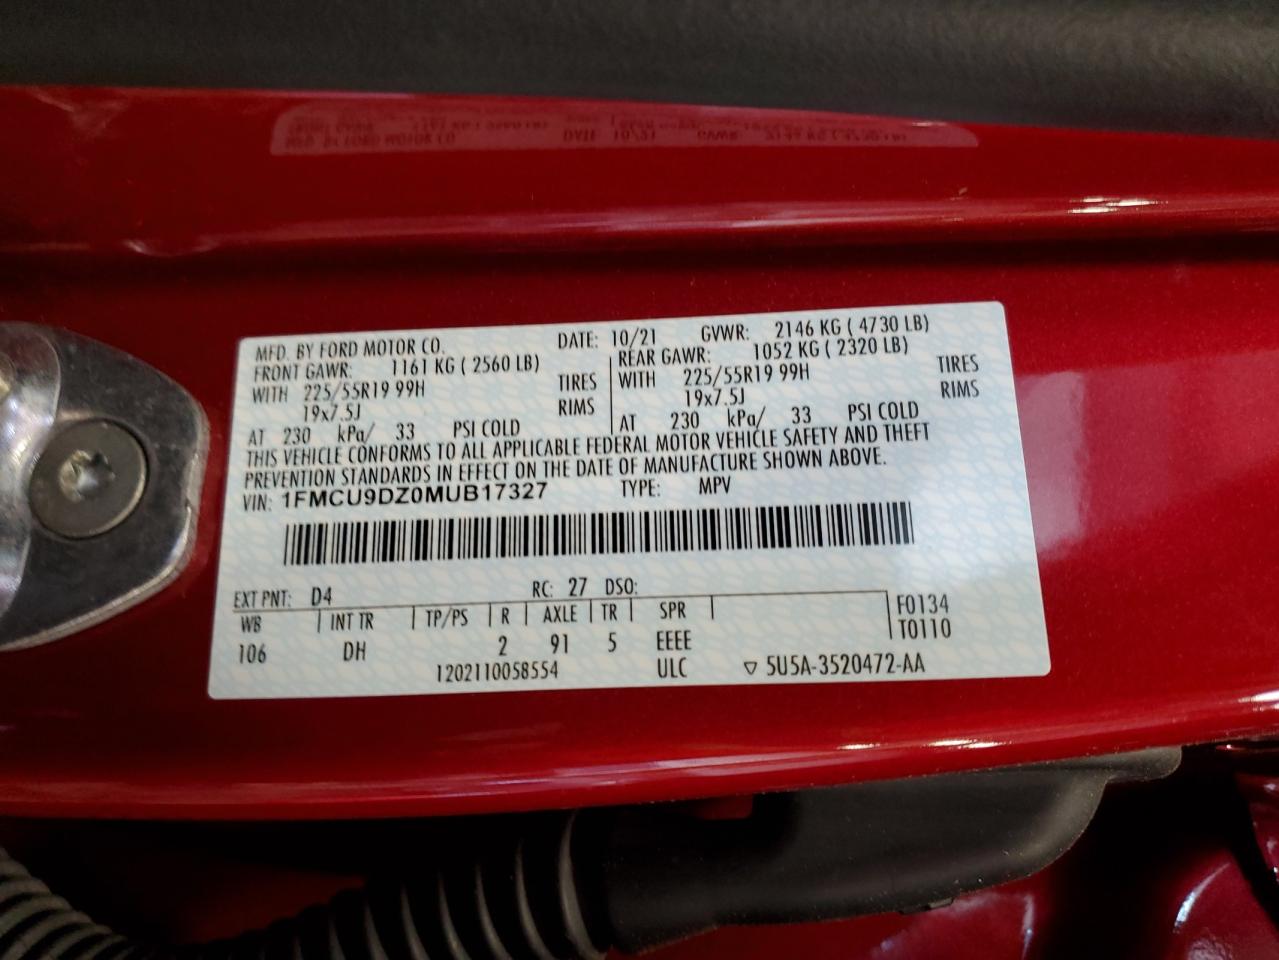 MFD. BY FORD MOTOR CO. DATE: 10/21 GVWR: 2146 KG ( 4730 LB)
FRONT GAWR: 1161 KG ( 2560 LB) REAR GAWR: 1052 KG ( 2320 LB)
WITH 225/55R19 99H TIRES WITH 225/55R19 99H TIRES
19x7.5J RIMS 19x7.5J RIMS
AT 230 kPa/ 33 PSI COLD AT 230 kPa/ 33 PSI COLD
THIS VEHICLE CONFORMS TO ALL APPLICABLE FEDERAL MOTOR VEHICLE SAFETY AND THEFT
PREVENTION STANDARDS IN EFFECT ON THE DATE OF MANUFACTURE SHOWN ABOVE.
VIN: 1FMCU9DZ0MUB17327 TYPE: MPV
EXT PNT: D4 RC: 27 DSO:
WB INT TR TP/PS R AXLE TR SPR F0134
106 DH 2 91 5 EEEE T0110
1202110058554 ULC ▽ 5U5A-3520472-AA